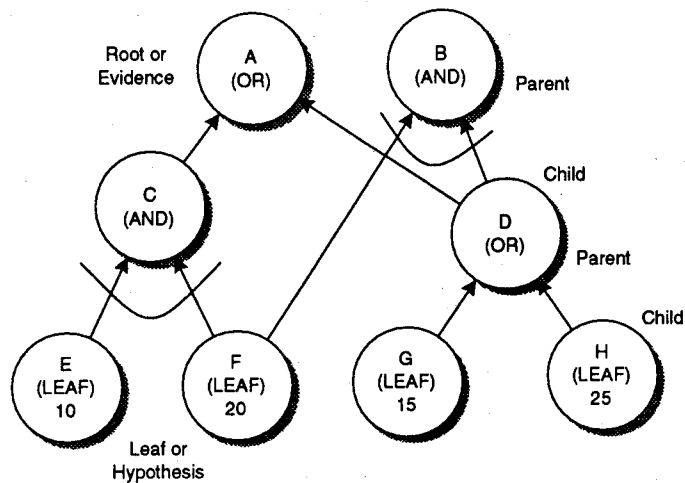 Root or
Evidence
A
(OR)
B
(AND)
Parent
C
(AND)
Child
D
(OR)
Parent
Child
E
(LEAF)
10
F
(LEAF)
20
G
(LEAF)
15
H
(LEAF)
25
Leaf or
Hypothesis